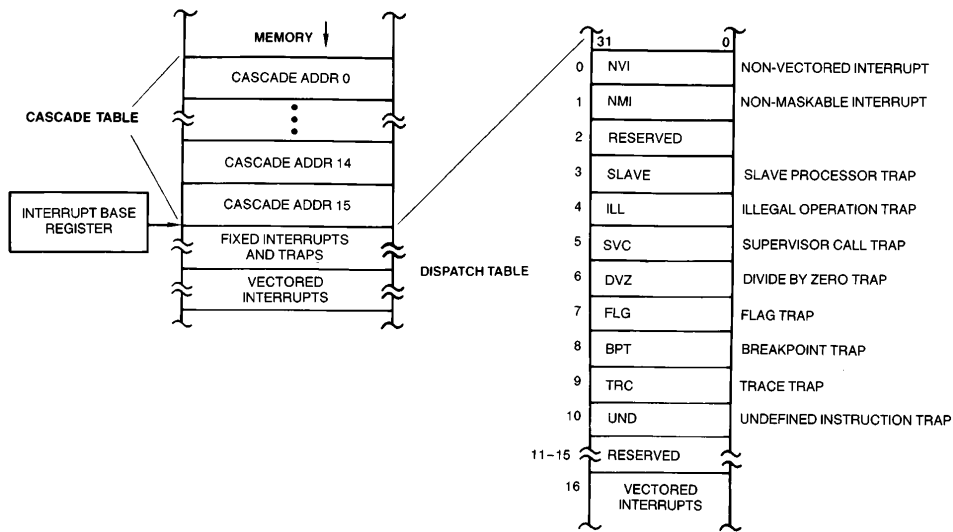 MEMORY
CASCADE ADDR 0
CASCADE TABLE
CASCADE ADDR 14
CASCADE ADDR 15
INTERRUPT BASE
REGISTER
FIXED INTERRUPTS
AND TRAPS
VECTORED
INTERRUPTS
DISPATCH TABLE
31 0
0 NVI NON-VECTORED INTERRUPT
1 NMI NON-MASKABLE INTERRUPT
2 RESERVED
3 SLAVE SLAVE PROCESSOR TRAP
4 ILL ILLEGAL OPERATION TRAP
5 SVC SUPERVISOR CALL TRAP
6 DVZ DIVIDE BY ZERO TRAP
7 FLG FLAG TRAP
8 BPT BREAKPOINT TRAP
9 TRC TRACE TRAP
10 UND UNDEFINED INSTRUCTION TRAP
11–15 RESERVED
16 VECTORED
INTERRUPTS